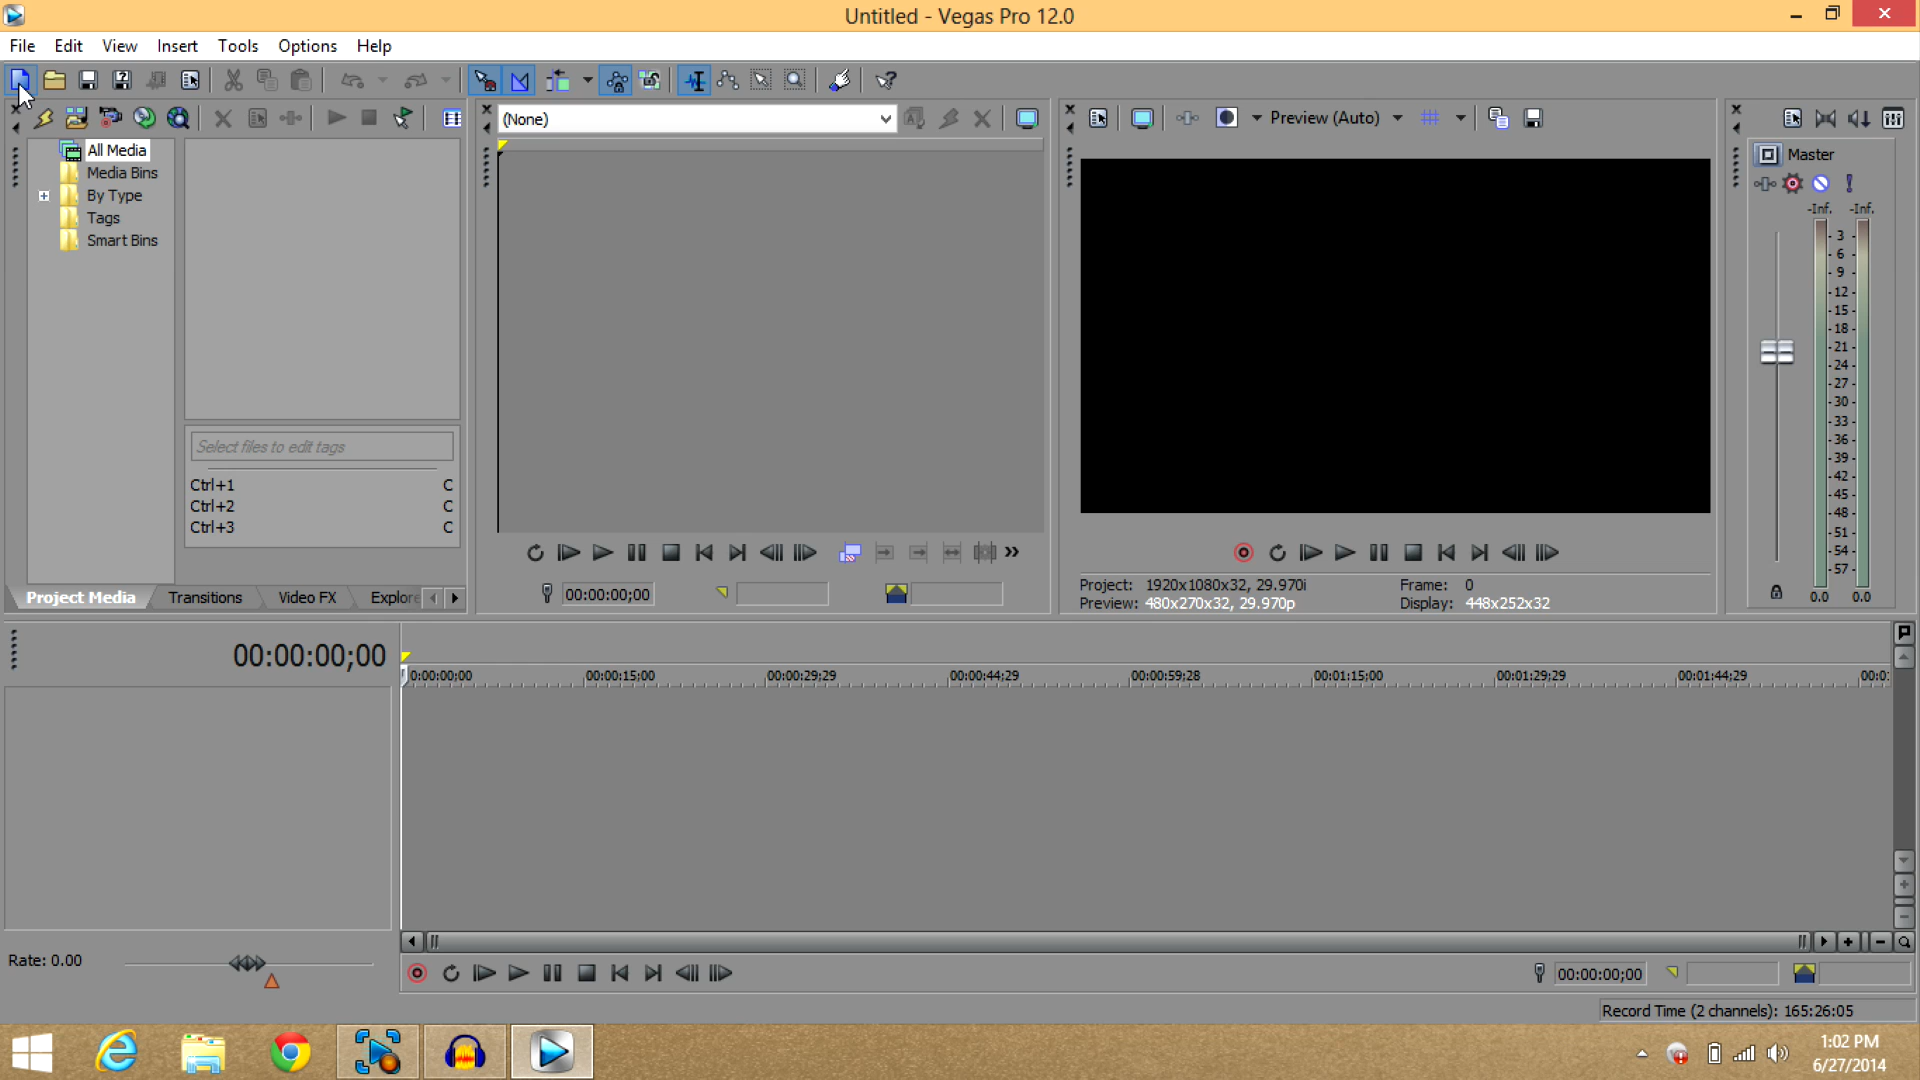 Untitled - Vegas Pro 12.0
File Edit View Insert Tools Options Help
(None)
Preview (Auto)
All Media
Media Bins
By Type
Tags
Smart Bins
Select files to edit tags
Ctrl+1 C
Ctrl+2 C
Ctrl+3 C
Project Media Transitions Video FX Explore
00:00:00;00
Project: 1920x1080x32, 29.970i
Preview: 480x270x32, 29.970p
Frame: 0
Display: 448x252x32
Master
-Inf. -Inf.
- 3 -
- 6 -
- 9 -
- 12 -
- 15 -
- 18 -
- 21 -
- 24 -
- 27 -
- 30 -
- 33 -
- 36 -
- 39 -
- 42 -
- 45 -
- 48 -
- 51 -
- 54 -
- 57 -
0.0 0.0
00:00:00;00
0:00:00;00 00:00:15;00 00:00:29;29 00:00:44;29 00:00:59;28 00:01:15;00 00:01:29;29 00:01:44;29 00:0
Rate: 0.00
00:00:00;00
Record Time (2 channels): 165:26:05
1:02 PM
6/27/2014